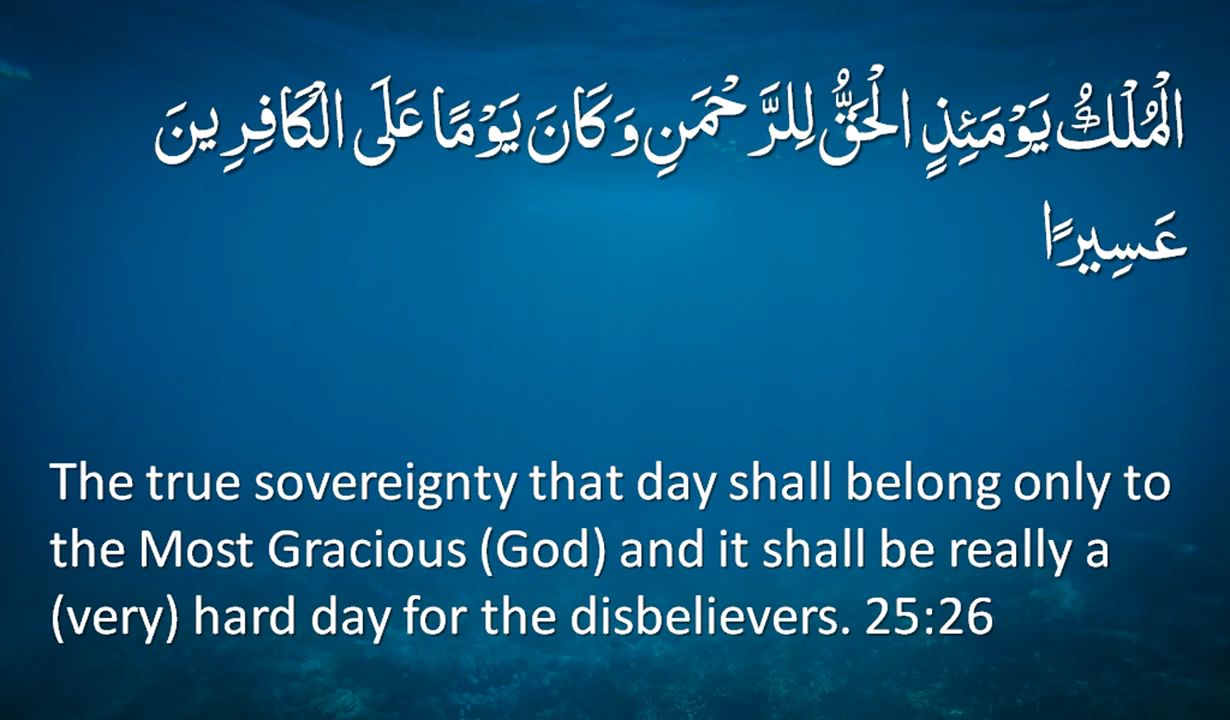 الْمُلْكُ يَوْمَئِذٍ الْحَقُّ لِلرَّحْمَنِ وَكَانَ يَوْمًا عَلَى الْكَافِرِينَ
عَسِيرًا
The true sovereignty that day shall belong only to
the Most Gracious (God) and it shall be really a
(very) hard day for the disbelievers. 25:26